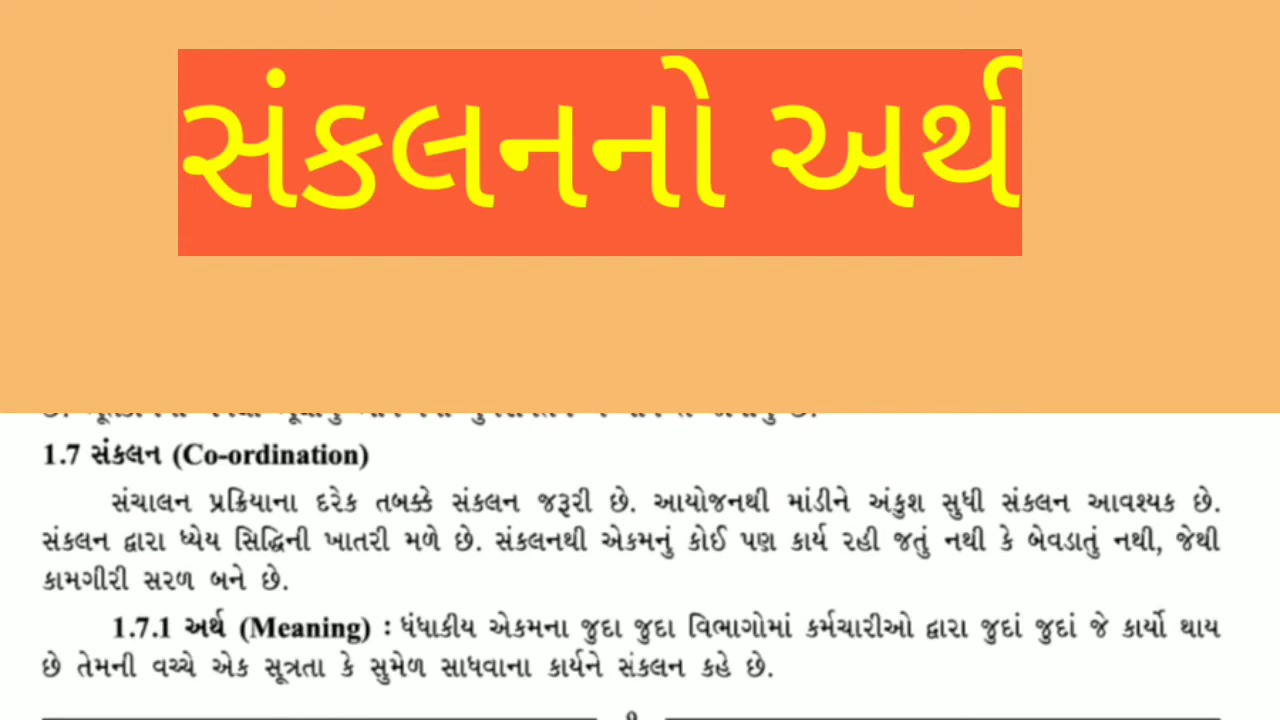 સંકલનનો અર્થ
1.7 સંકલન (Co-ordination)
સંચાલન પ્રક્રિયાના દરેક તબક્કે સંકલન જરૂરી છે. આયોજનથી માંડીને અંકુશ સુધી સંકલન આવશ્યક છે.
સંકલન દ્વારા ધ્યેય સિદ્ધિની ખાતરી મળે છે. સંકલનથી એકમનું કોઈ પણ કાર્ય રહી જતું નથી કે બેવડાતું નથી, જેથી
કામગીરી સરળ બને છે.
1.7.1 અર્થ (Meaning) : ધંધાકીય એકમના જુદા જુદા વિભાગોમાં કર્મચારીઓ દ્વારા જુદાં જુદાં જે કાર્યો થાય
છે તેમની વચ્ચે એક સૂત્રતા કે સુમેળ સાધવાના કાર્યને સંકલન કહે છે.